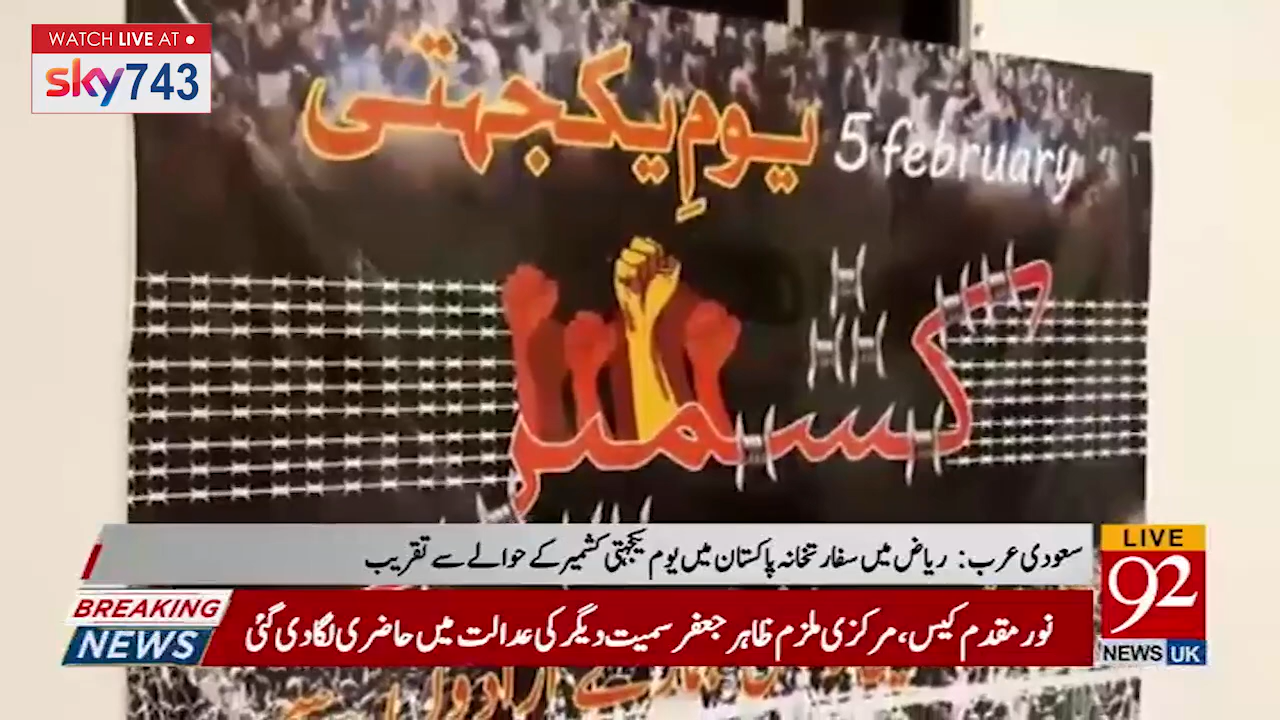 WATCH LIVE AT
sky743
یومِ یکجہتی 5 february
کشمیر
سعودی عرب: ریاض میں سفارتخانہ پاکستان میں یوم یکجہتی کشمیر کے حوالے سے تقریب
LIVE
92
NEWS UK
BREAKING
NEWS
نور مقدم کیس، مرکزی ملزم ظاہر جعفر سمیت دیگر کی عدالت میں حاضری لگا دی گئی